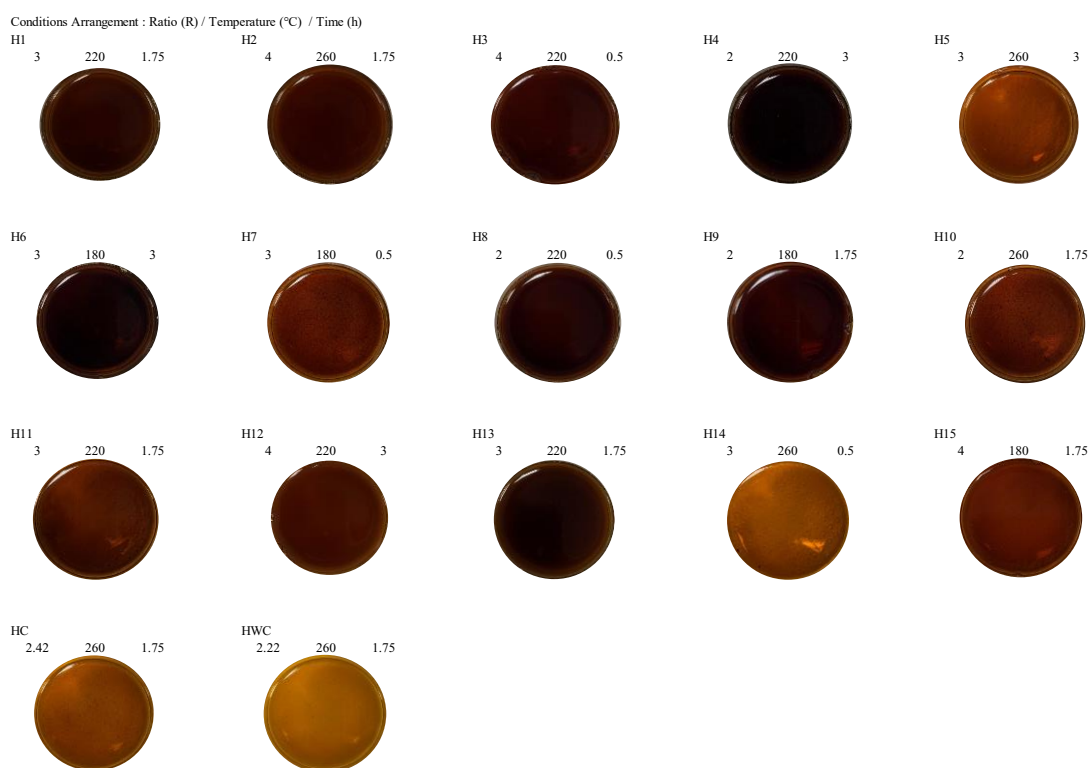 Conditions Arrangement : Ratio (R) / Temperature (°C) / Time (h)
H1 H2 H3 H4 H5
3 220 1.75 4 260 1.75 4 220 0.5 2 220 3 3 260 3
H6 H7 H8 H9 H10
3 180 3 3 180 0.5 2 220 0.5 2 180 1.75 2 260 1.75
H11 H12 H13 H14 H15
3 220 1.75 4 220 3 3 220 1.75 3 260 0.5 4 180 1.75
HC HWC
2.42 260 1.75 2.22 260 1.75